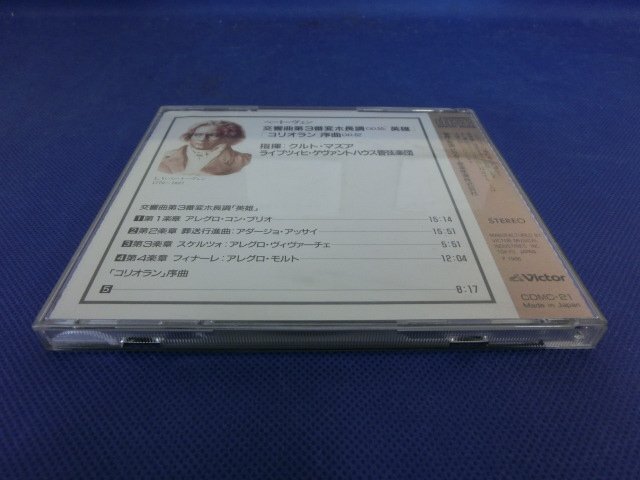 ベートーヴェン
交響曲第3番変ホ長調 OP.55 英雄
コリオラン 序曲 OP.62
指揮: クルト・マズア
ライプツィヒ・ゲヴァントハウス管弦楽団
交響曲第3番変ホ長調「英雄」
1 第1楽章 アレグロ・コン・ブリオ 15:14
2 第2楽章 葬送行進曲: アダージョ・アッサイ 15:51
3 第3楽章 スケルツォ: アレグロ・ヴィヴァーチェ 5:51
4 第4楽章 フィナーレ: アレグロ・モルト 12:04
「コリオラン」序曲
5 8:17
STEREO
MANUFACTURED BY
VICTOR MUSICAL
INDUSTRIES, INC.
TOKYO, JAPAN
Victor
CDMC-21
Made in Japan